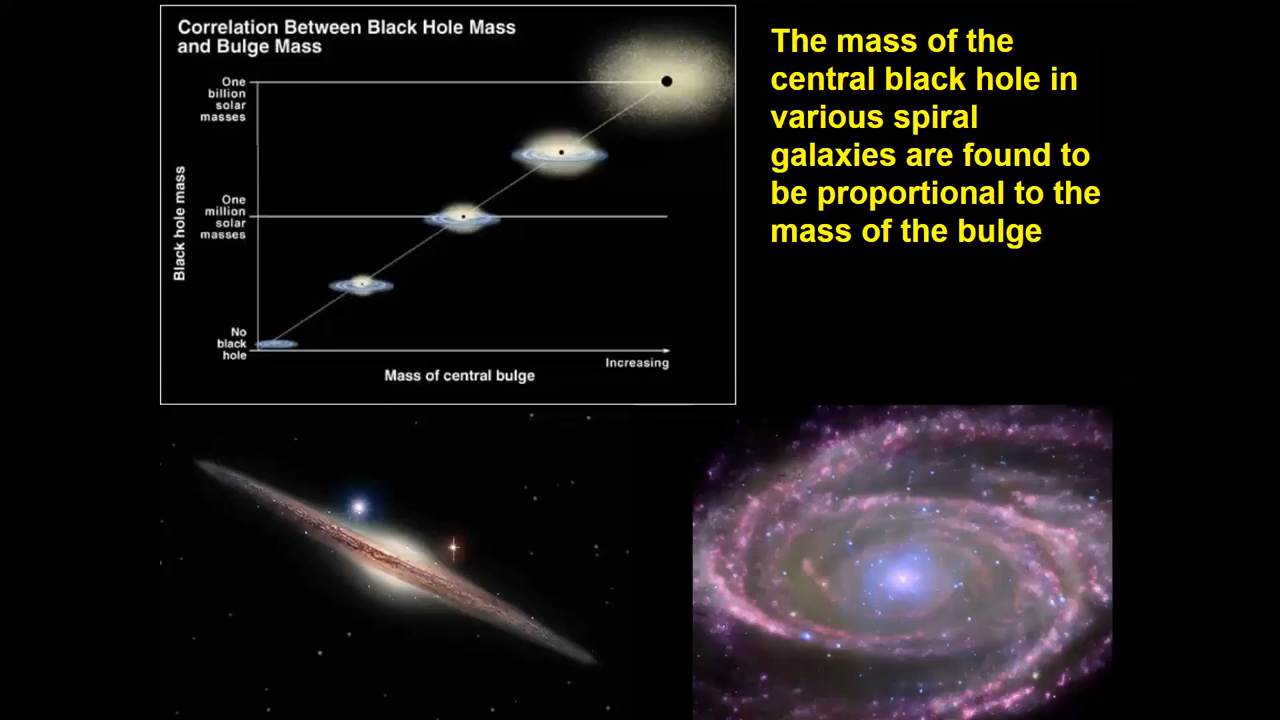 Correlation Between Black Hole Mass
and Bulge Mass
One
billion
solar
masses
One
million
solar
masses
No
black
hole
Black hole mass
Increasing
Mass of central bulge
The mass of the
central black hole in
various spiral
galaxies are found to
be proportional to the
mass of the bulge